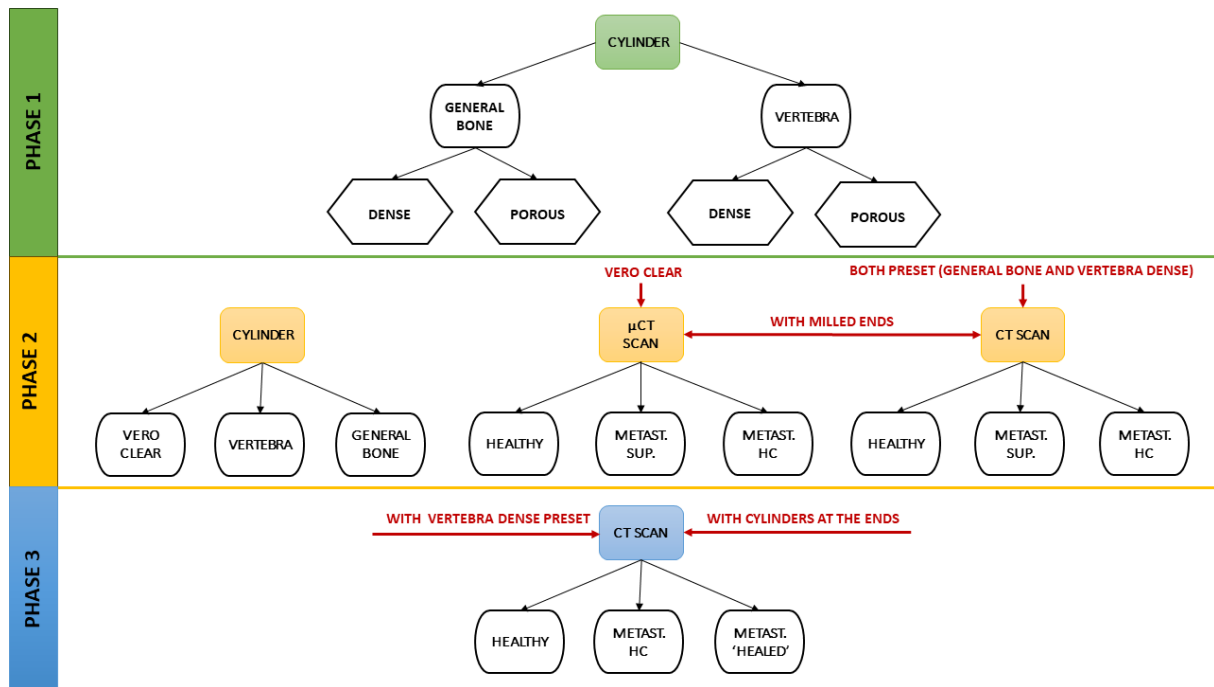 PHASE 1
CYLINDER
GENERAL
BONE
VERTEBRA
DENSE
POROUS
DENSE
POROUS
PHASE 2
VERO CLEAR
BOTH PRESET (GENERAL BONE AND VERTEBRA DENSE)
CYLINDER
µCT
SCAN
WITH MILLED ENDS
CT SCAN
VERO
CLEAR
VERTEBRA
GENERAL
BONE
HEALTHY
METAST.
SUP.
METAST.
HC
HEALTHY
METAST.
SUP.
METAST.
HC
PHASE 3
WITH VERTEBRA DENSE PRESET
CT SCAN
WITH CYLINDERS AT THE ENDS
HEALTHY
METAST.
HC
METAST.
‘HEALED’